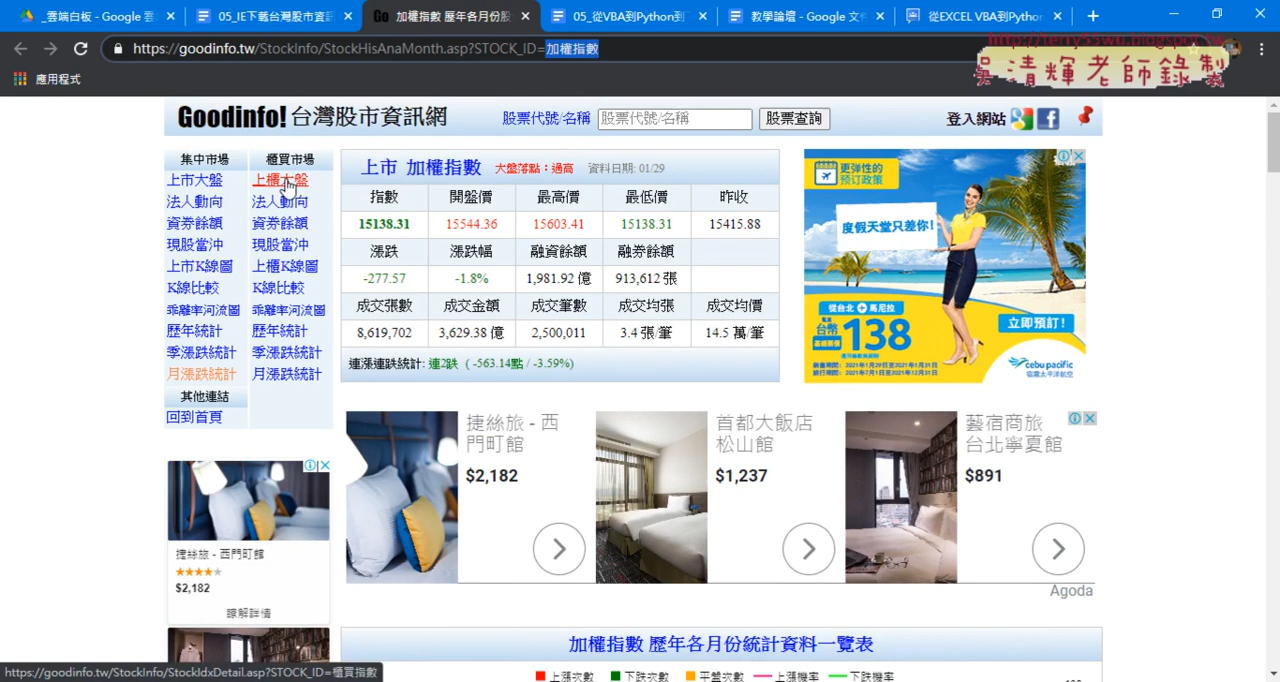 _雲端白板 - Google 雲
05_IE下載台灣股市資訊
加權指數 歷年各月份股
05_從VBA到Python到
教學論壇 - Google 文件
從EXCEL VBA到Python
https://goodinfo.tw/StockInfo/StockHisAnaMonth.asp?STOCK_ID=加權指數
http://terry55wu.blogspot.tw
吳清輝老師錄製
應用程式
Goodinfo! 台灣股市資訊網
股票代號/名稱
股票代號/名稱
股票查詢
登入網站
集中市場 櫃買市場
上市大盤 上櫃大盤
法人動向 法人動向
資券餘額 資券餘額
現股當沖 現股當沖
上市K線圖 上櫃K線圖
K線比較 K線比較
乖離率河流圖 乖離率河流圖
歷年統計 歷年統計
季漲跌統計 季漲跌統計
月漲跌統計 月漲跌統計
其他連結
回到首頁
上市 加權指數 大盤落點：過高 資料日期: 01/29
指數 開盤價 最高價 最低價 昨收
15138.31 15544.36 15603.41 15138.31 15415.88
漲跌 漲跌幅 融資餘額 融券餘額
-277.57 -1.8% 1,981.92 億 913,612 張
成交張數 成交金額 成交筆數 成交均張 成交均價
8,619,702 3,629.38 億 2,500,011 3.4 張/筆 14.5 萬/筆
連漲連跌統計: 連2跌 ( -563.14點 / -3.59%)
更弹性的
预订政策
度假天堂只差你!
從台北 馬尼拉
台幣 138
立即預訂!
cebu pacific
捷絲旅 - 西
門町館
$2,182
首都大飯店
松山館
$1,237
藝宿商旅
台北寧夏館
$891
Agoda
捷絲旅 - 西門町館
$2,182
瞭解詳情
加權指數 歷年各月份統計資料一覽表
上漲次數 下跌次數 平盤次數 上漲機率 下跌機率
https://goodinfo.tw/StockInfo/StockIdxDetail.asp?STOCK_ID=櫃買指數